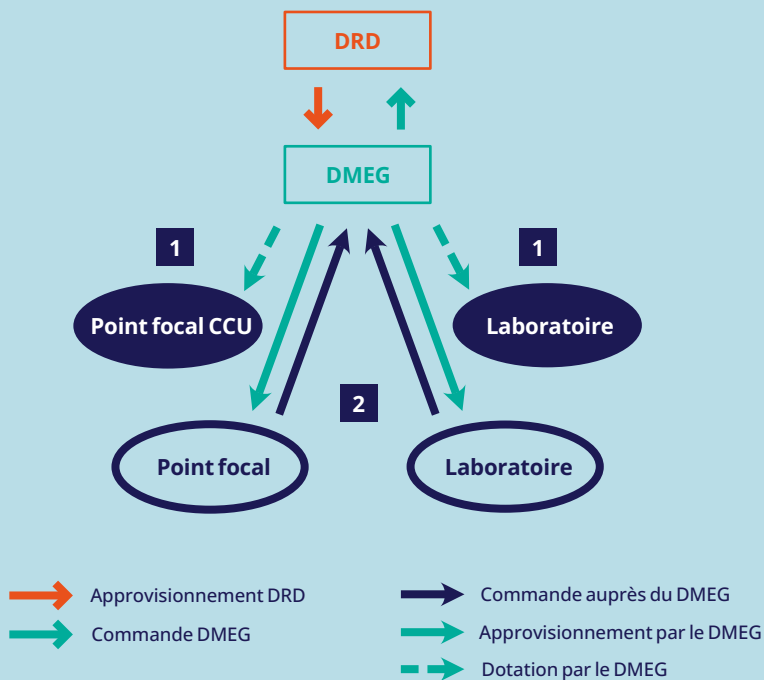 DRD
DMEG
1
1
Point focal CCU
Laboratoire
2
Point focal
Laboratoire
Approvisionnement DRD
Commande DMEG
Commande auprès du DMEG
Approvisionnement par le DMEG
Dotation par le DMEG